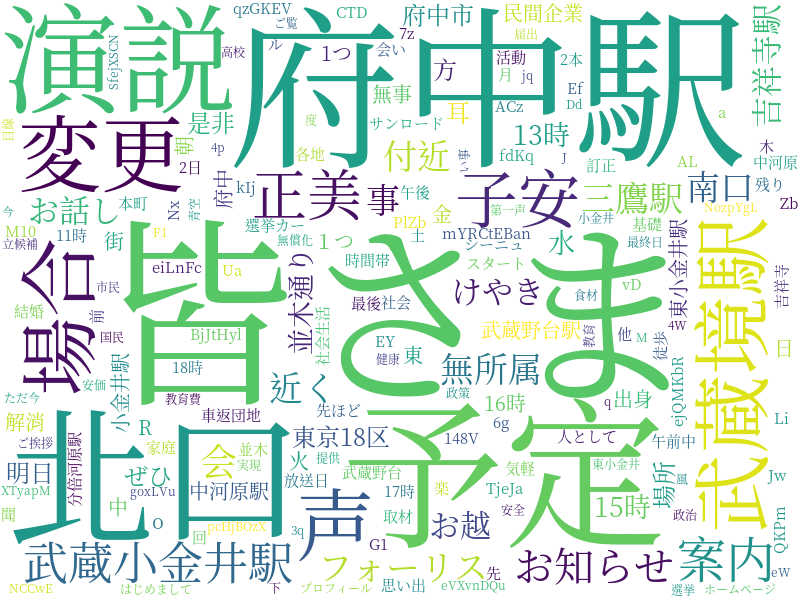 演説
府中駅
qzGKEV
ご覧
CTD
府中市
民間企業
届出
吉祥寺駅
sfejXSCN
高校
ル
1つ
会い
7z
活動
2本
月
jq
方
Ef
無事
ACz
Dd
a
日線
変更
是非
耳
サンロード
13時
fdKq
J
訂正
木
中河原
度
朝
4p
各地
付近
い事
AL
残り
2日
kIj
府中
正美
事
午後
子安
三鷹駅
南口
Zb
今
お話し
本町
Nx
青空
選挙カー
金
PlZb
mYRCtEBan
第一声
小金井
基礎
NozpYgL
M10
立候補
11時
街
F1
無償化
１つ
土
シーニュ
水
最終日
東小金井駅
武蔵境駅
場合
皆さま
eiLnFc
Ua
並木通り
時間帯
スタート
けやき
vD
他
吉祥寺
市民
結婚
前
国民
BjJtHyl
最後
社会
社会生活
EY
東
健康
武蔵野台駅
食材
教育
4W
M
徒歩
日
安価
小金井駅
18時
教育費
近く
無所属
政策
q
出身
ejQMKbR
ただ今
解消
R
車返団地
先ほど
16時
6g
Li
北口
予定
ご挨拶
分倍河原駅
家庭
並木
実現
東京18区
148V
人として
午前中
明日
ぜひ
会
火
提供
武蔵野台
声
気軽
東小金井
風
場所
Jw
XTyapM
goxLVu
中河原駅
放送日
17時
楽
TjeJa
安全
15時
政治
QKPm
聞
中
o
pcHjBOzX
3q
取材
お越
武蔵小金井駅
回
G1
フォーリス
先
お知らせ
案内
NCCwE
はじめまして
下
プロフィール
思い出
eVXvnDQu
選挙
ホームページ
eW